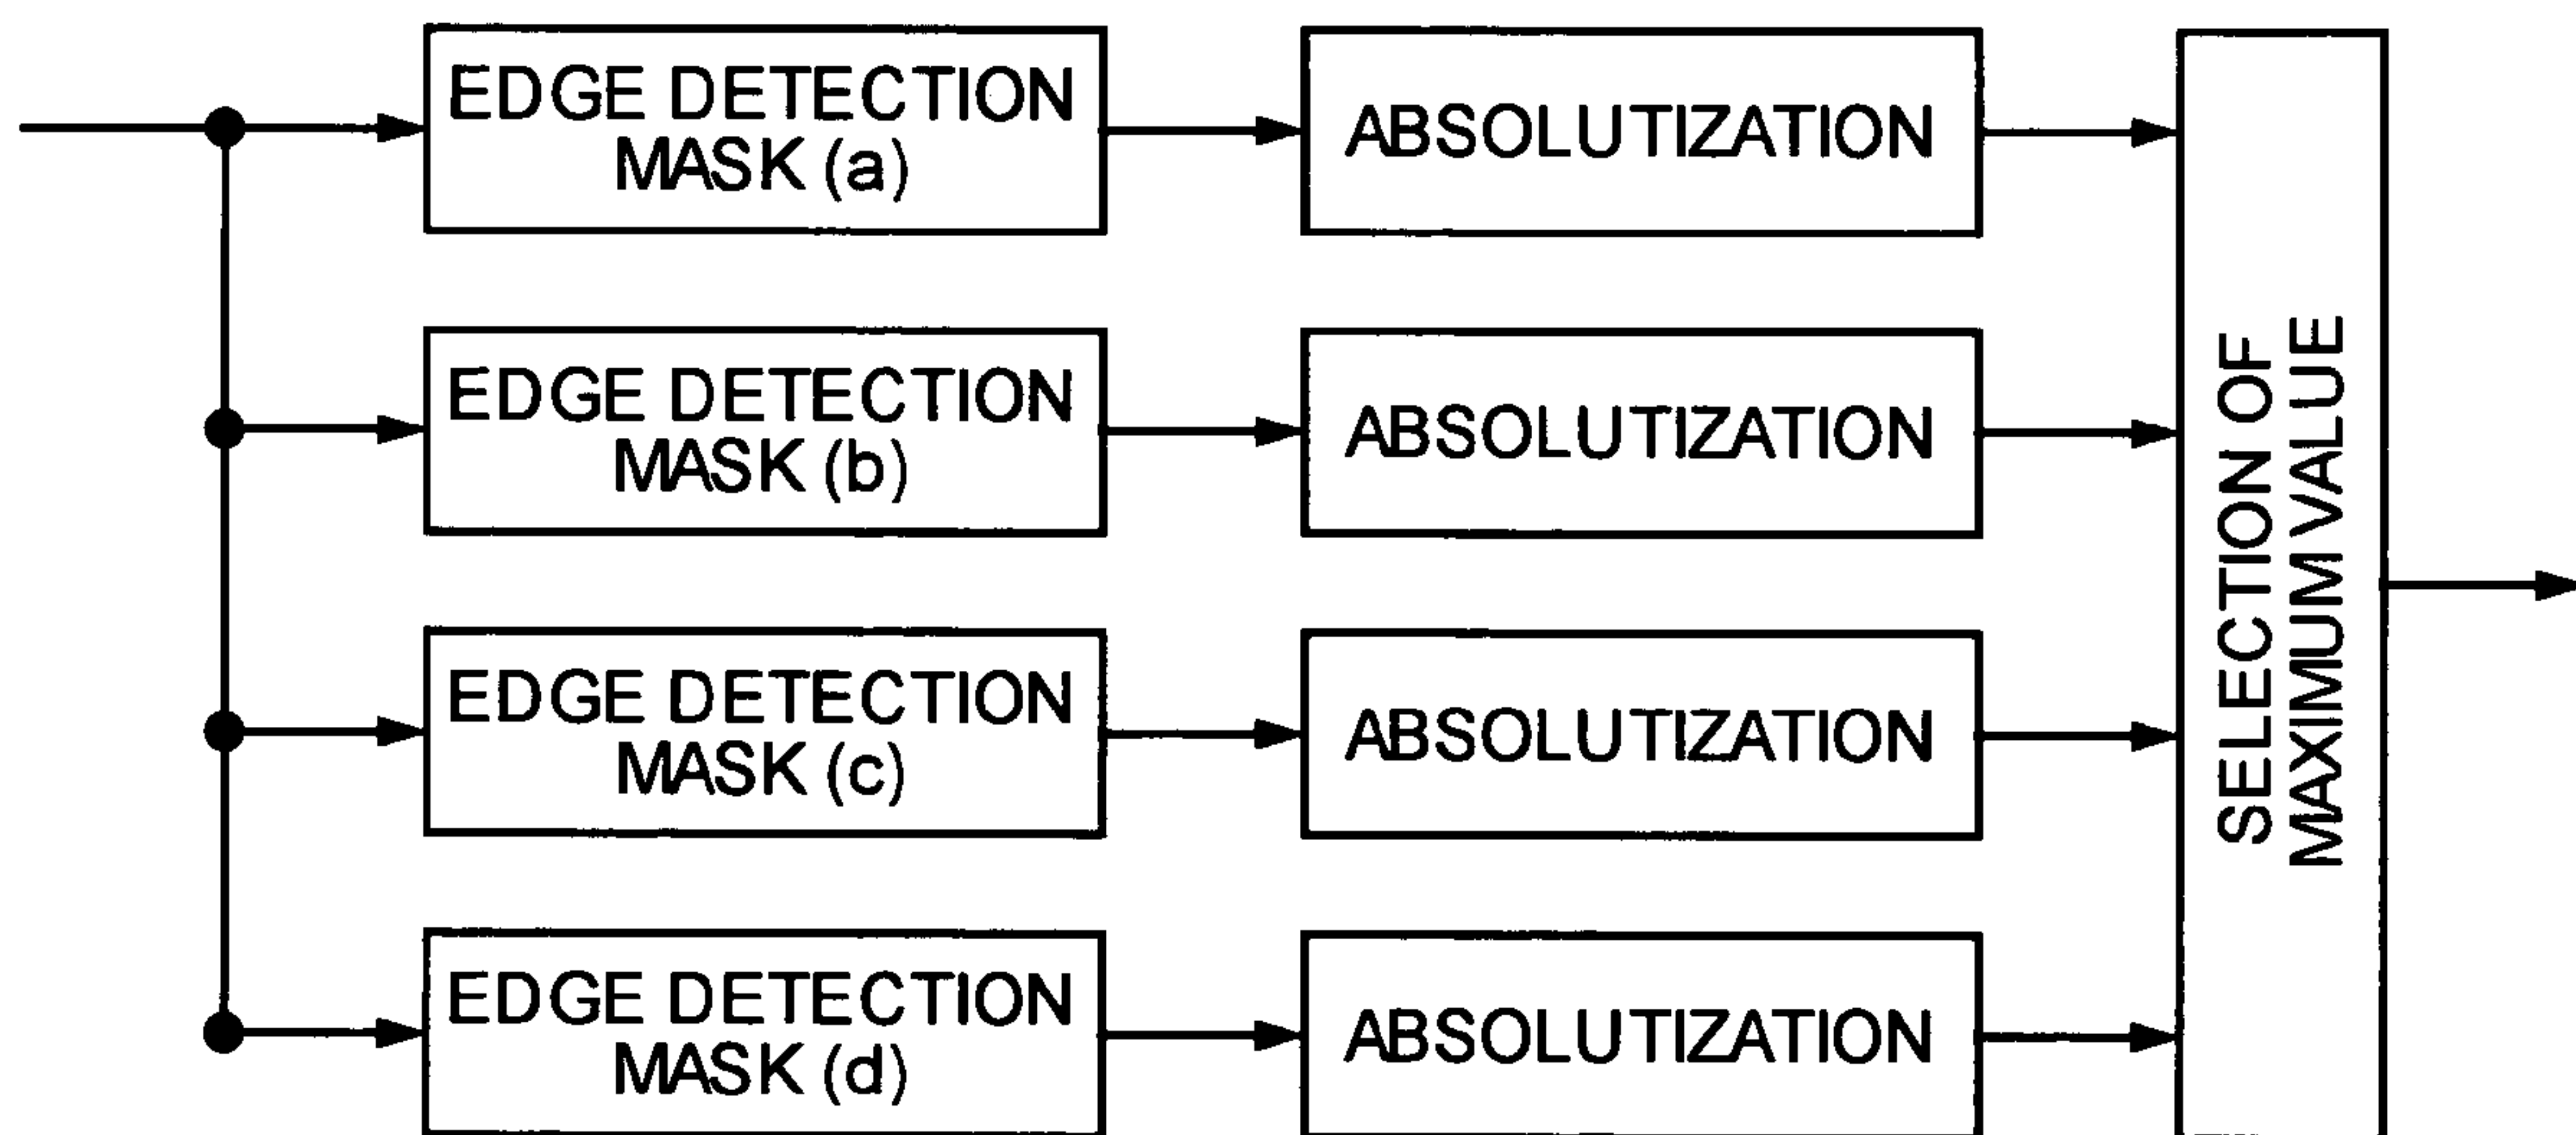 EDGE DETECTION
MASK (a)
ABSOLUTIZATION
EDGE DETECTION
MASK (b)
ABSOLUTIZATION
EDGE DETECTION
MASK (c)
ABSOLUTIZATION
EDGE DETECTION
MASK (d)
ABSOLUTIZATION
SELECTION OF
MAXIMUM VALUE